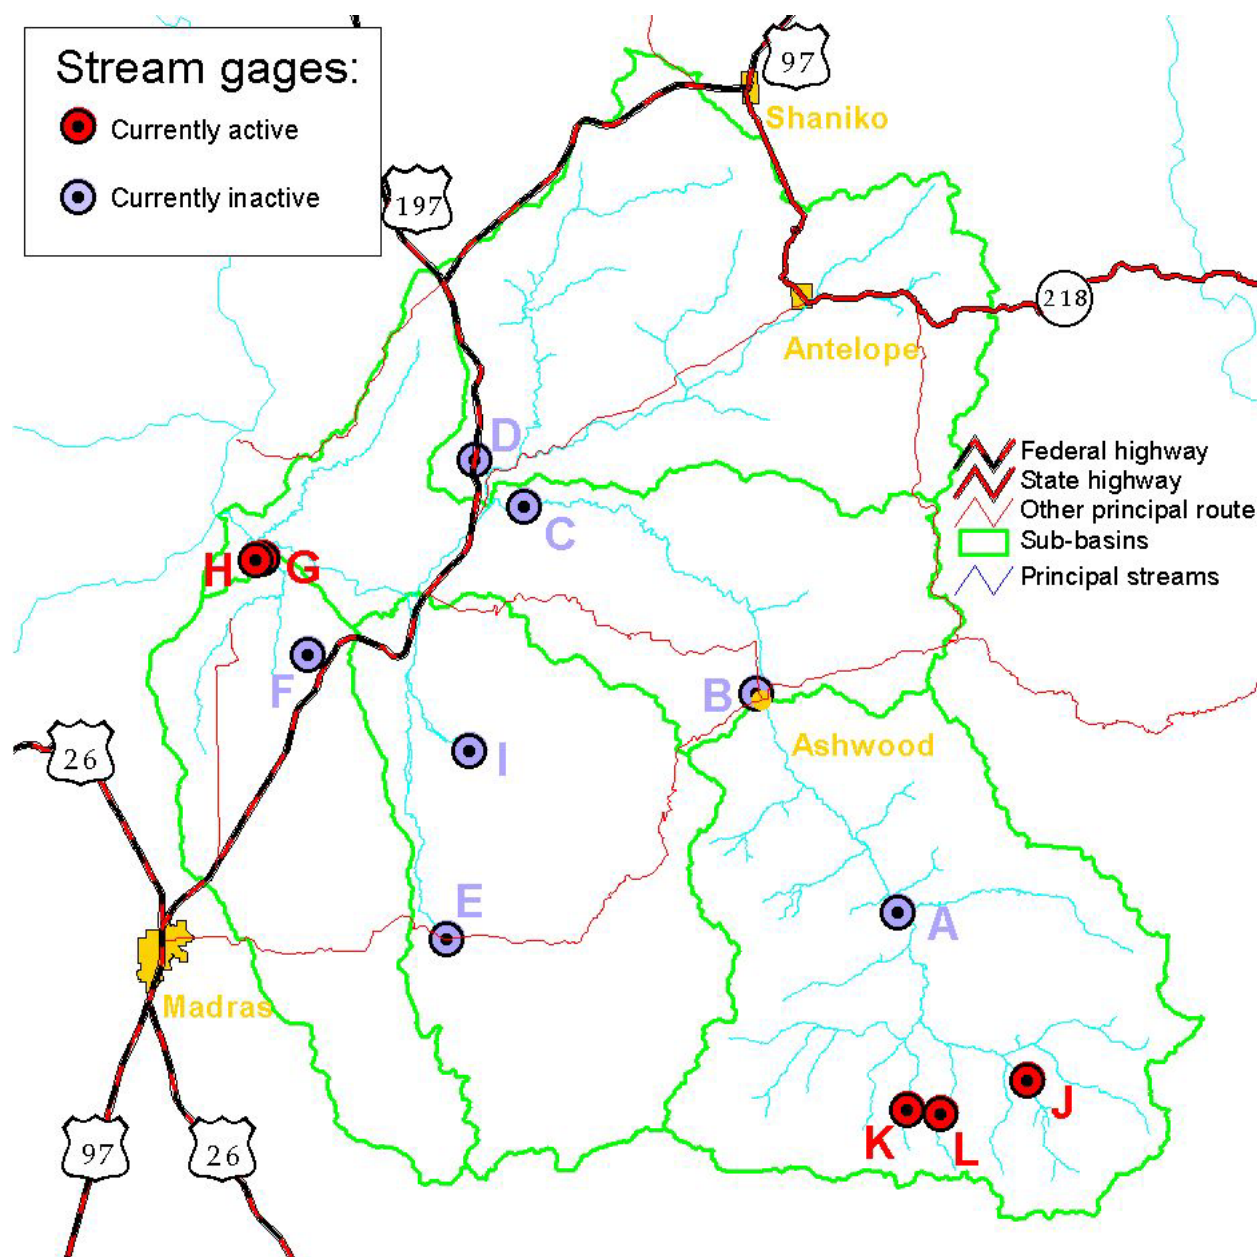 Stream gages:
Currently active
Currently inactive
97
Shaniko
197
218
Antelope
D
Federal highway
State highway
Other principal route
Sub-basins
Principal streams
C
H
G
F
B
26
Ashwood
I
E
A
Madras
J
K
L
97
26